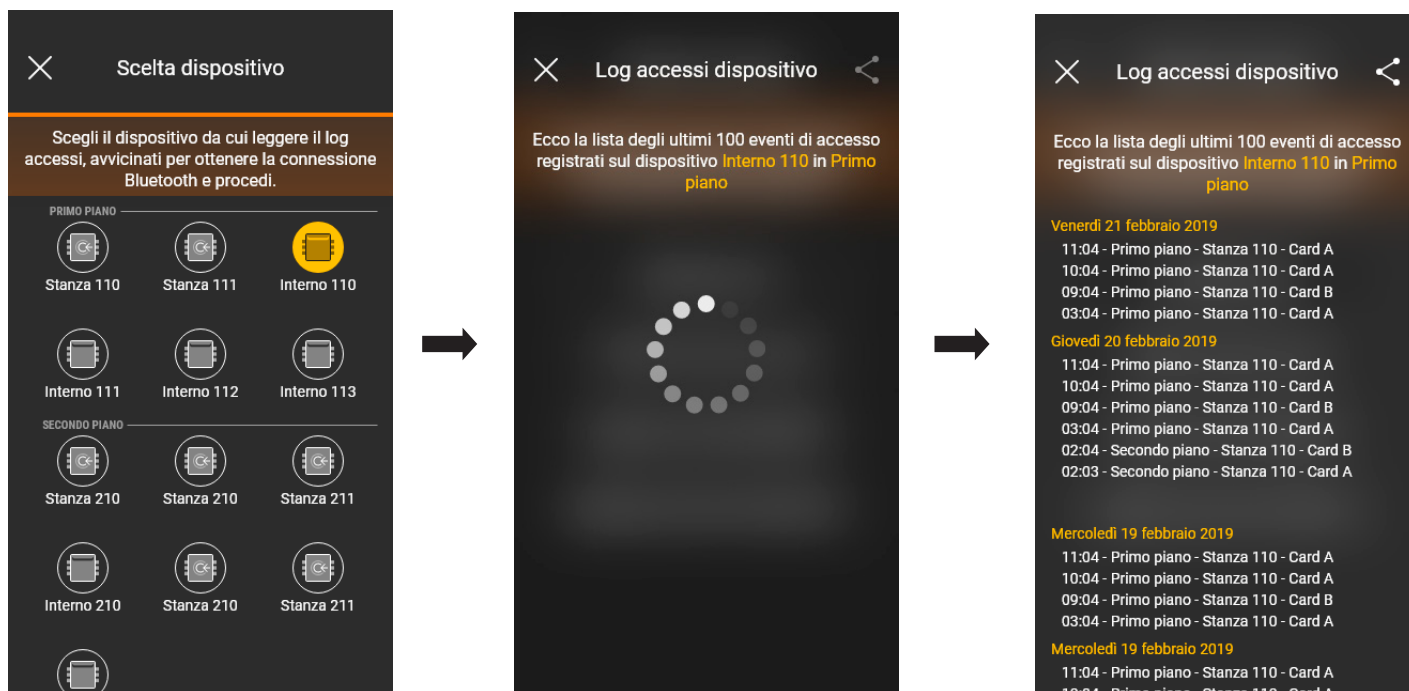 Scelta dispositivo
Scegli il dispositivo da cui leggere il log
accessi, avvicinati per ottenere la connessione
Bluetooth e procedi.
PRIMO PIANO
Stanza 110
Stanza 111
Interno 110
Interno 111
Interno 112
Interno 113
SECONDO PIANO
Stanza 210
Stanza 210
Stanza 211
Interno 210
Stanza 210
Stanza 211
Log accessi dispositivo
Ecco la lista degli ultimi 100 eventi di accesso
registrati sul dispositivo Interno 110 in Primo
piano
Log accessi dispositivo
Ecco la lista degli ultimi 100 eventi di accesso
registrati sul dispositivo Interno 110 in Primo
piano
Venerdì 21 febbraio 2019
11:04 - Primo piano - Stanza 110 - Card A
10:04 - Primo piano - Stanza 110 - Card A
09:04 - Primo piano - Stanza 110 - Card B
03:04 - Primo piano - Stanza 110 - Card A
Giovedì 20 febbraio 2019
11:04 - Primo piano - Stanza 110 - Card A
10:04 - Primo piano - Stanza 110 - Card A
09:04 - Primo piano - Stanza 110 - Card B
03:04 - Primo piano - Stanza 110 - Card A
02:04 - Secondo piano - Stanza 110 - Card B
02:03 - Secondo piano - Stanza 110 - Card A
Mercoledì 19 febbraio 2019
11:04 - Primo piano - Stanza 110 - Card A
10:04 - Primo piano - Stanza 110 - Card A
09:04 - Primo piano - Stanza 110 - Card B
03:04 - Primo piano - Stanza 110 - Card A
Mercoledì 19 febbraio 2019
11:04 - Primo piano - Stanza 110 - Card A